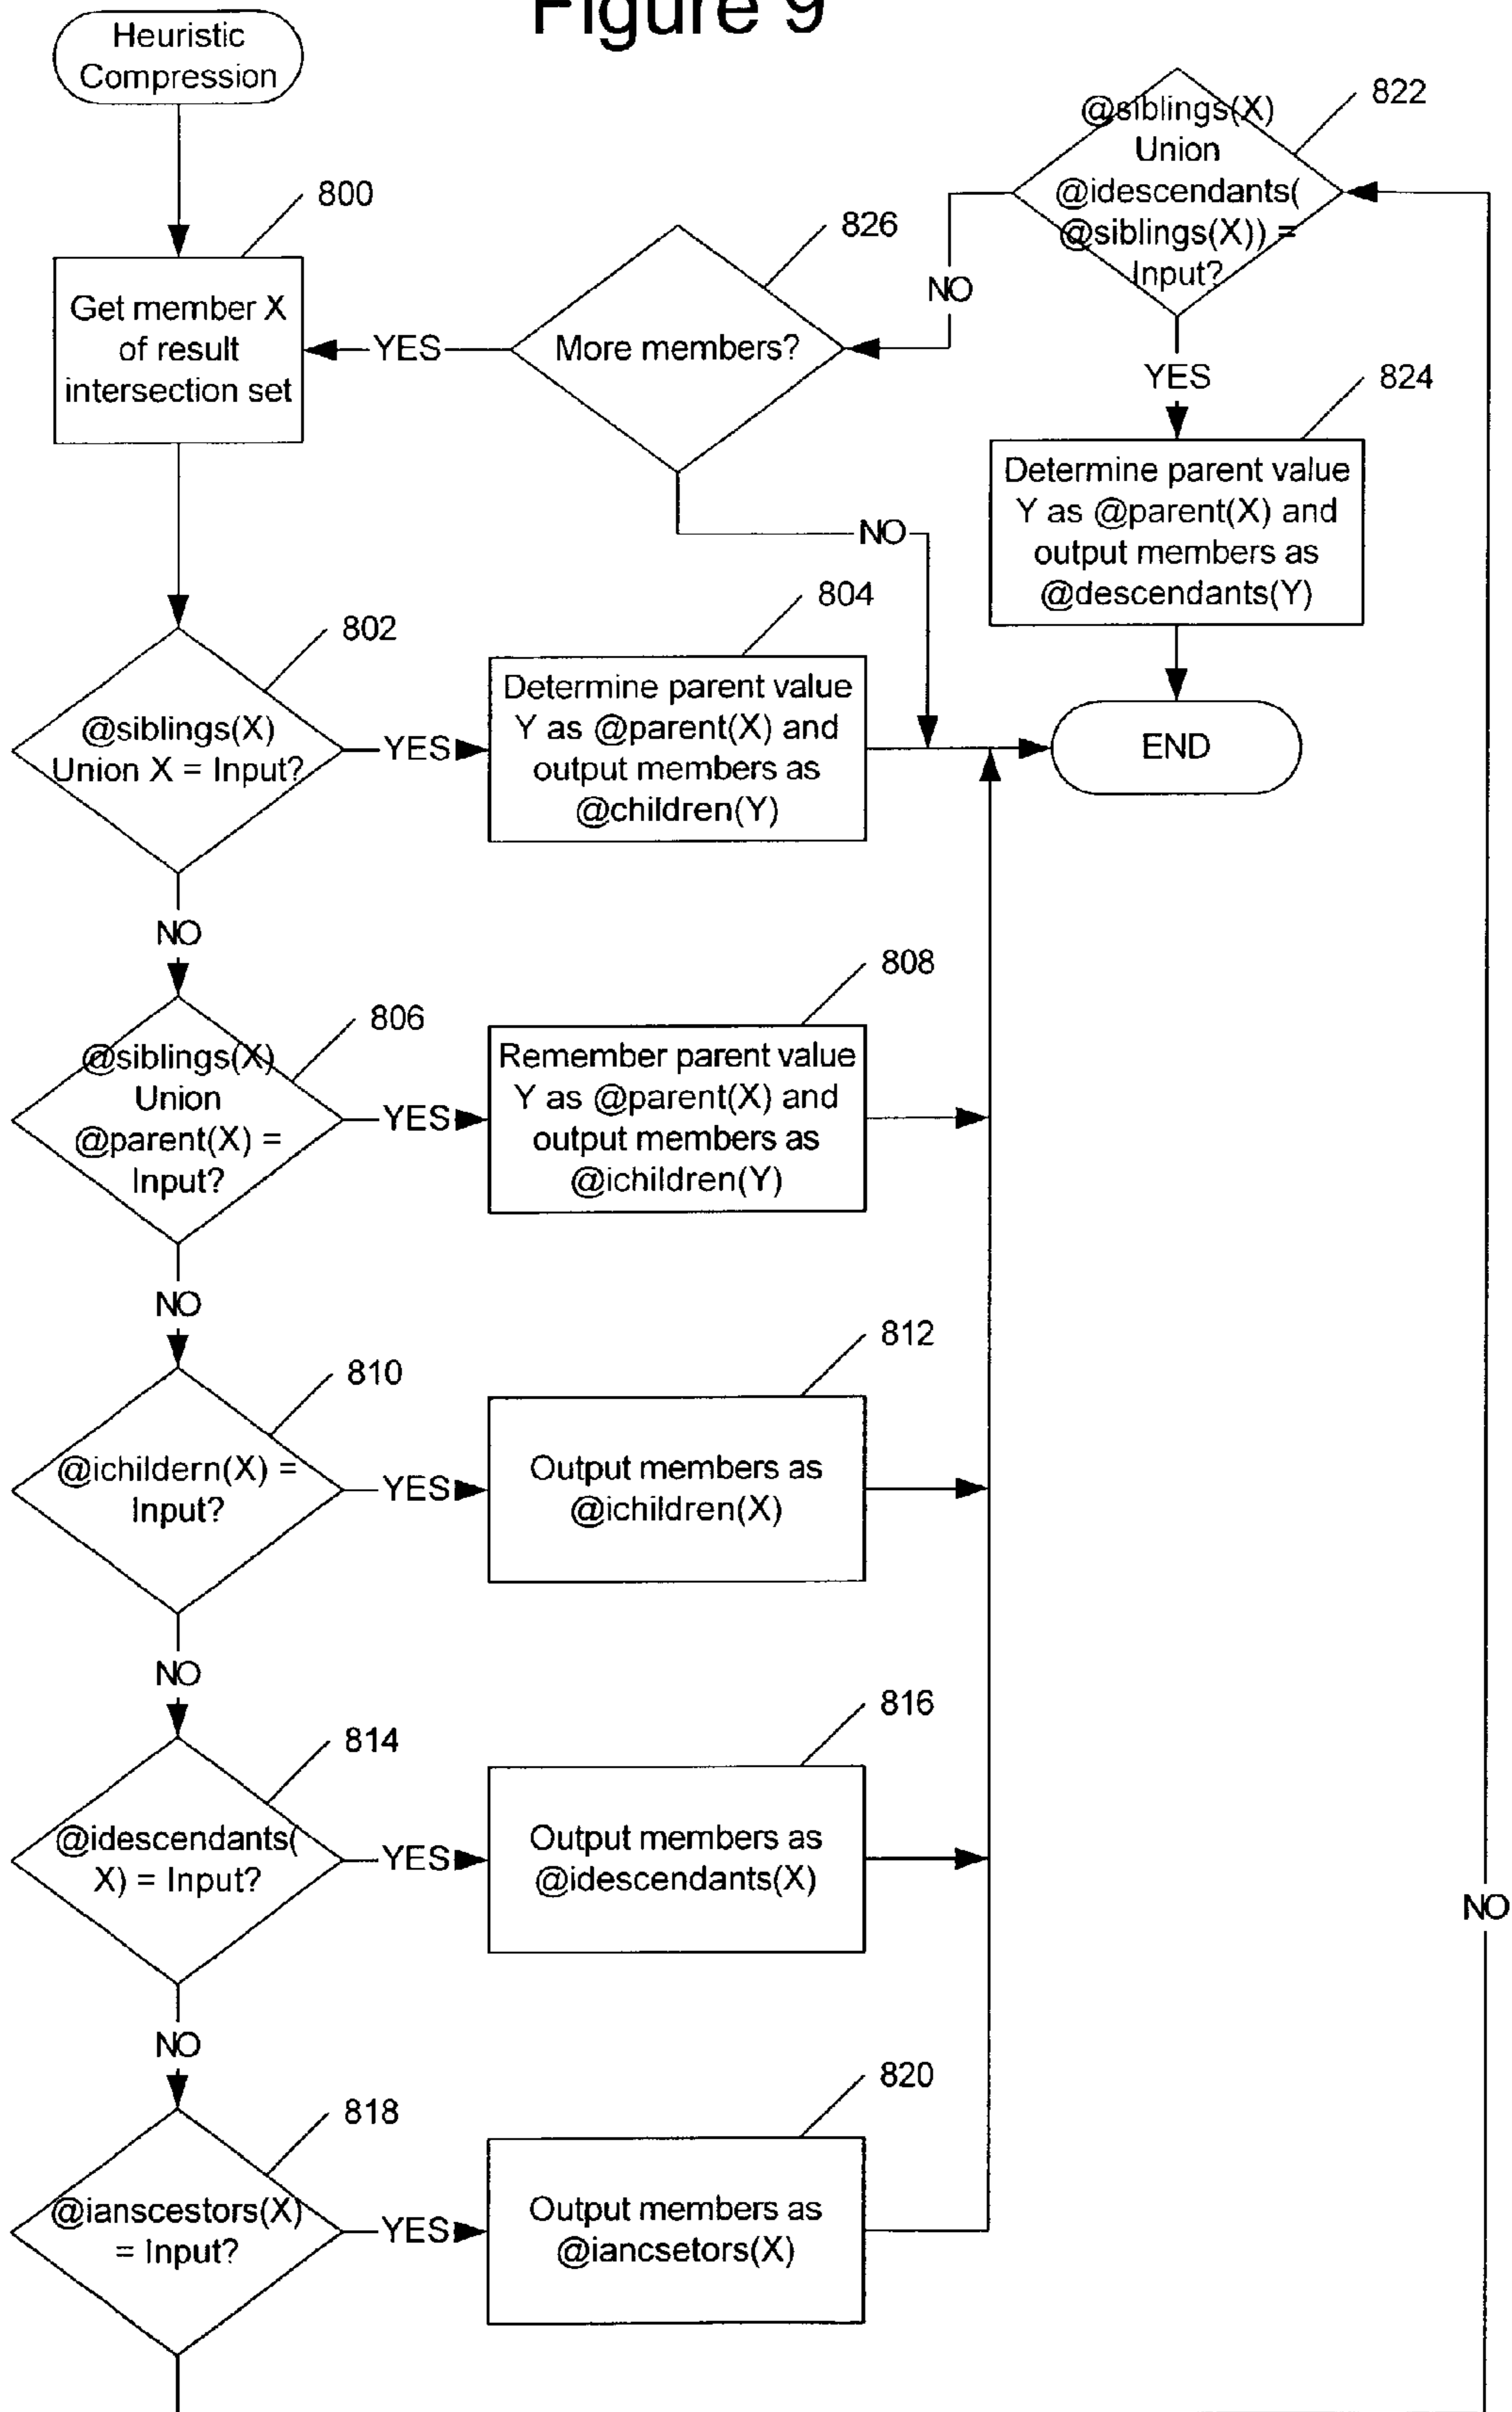 Figure 9
Heuristic
Compression
800
Get member X
of result
intersection set
YES
826
More members?
NO
NO
@siblings(X)
Union
@idescendants(
@siblings(X)) =
Input?
822
YES
824
Determine parent value
Y as @parent(X) and
output members as
@descendants(Y)
END
802
@siblings(X)
Union X = Input?
YES
804
Determine parent value
Y as @parent(X) and
output members as
@children(Y)
NO
806
@siblings(X)
Union
@parent(X) =
Input?
YES
808
Remember parent value
Y as @parent(X) and
output members as
@ichildren(Y)
NO
810
@ichildern(X) =
Input?
YES
812
Output members as
@ichildren(X)
NO
814
@idescendants(
X) = Input?
YES
816
Output members as
@idescendants(X)
NO
818
@ianscestors(X)
= Input?
YES
820
Output members as
@iancsetors(X)
NO